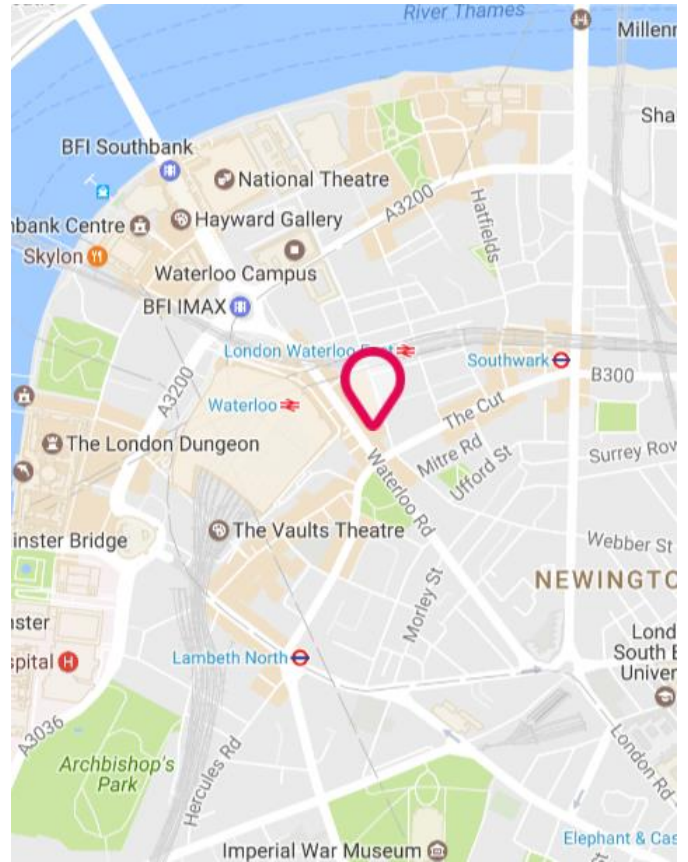 River Thames
Millenn
BFI Southbank
Sha
National Theatre
A3200
Hatfields
nbank Centre
Hayward Gallery
Skylon
Waterloo Campus
BFI IMAX
London Waterloo East
Southwark
A3200
B300
Waterloo
The Cut
The London Dungeon
Mitre Rd
Surrey Row
Ufford St
Waterloo Rd
The Vaults Theatre
inster Bridge
Webber St
NEWINGTO
Morley St
nster
Lond
South B
Univer
spital
H
Lambeth North
A3036
Archbishop's
Park
Hercules Rd
London Rd
Elephant & Cas
Imperial War Museum